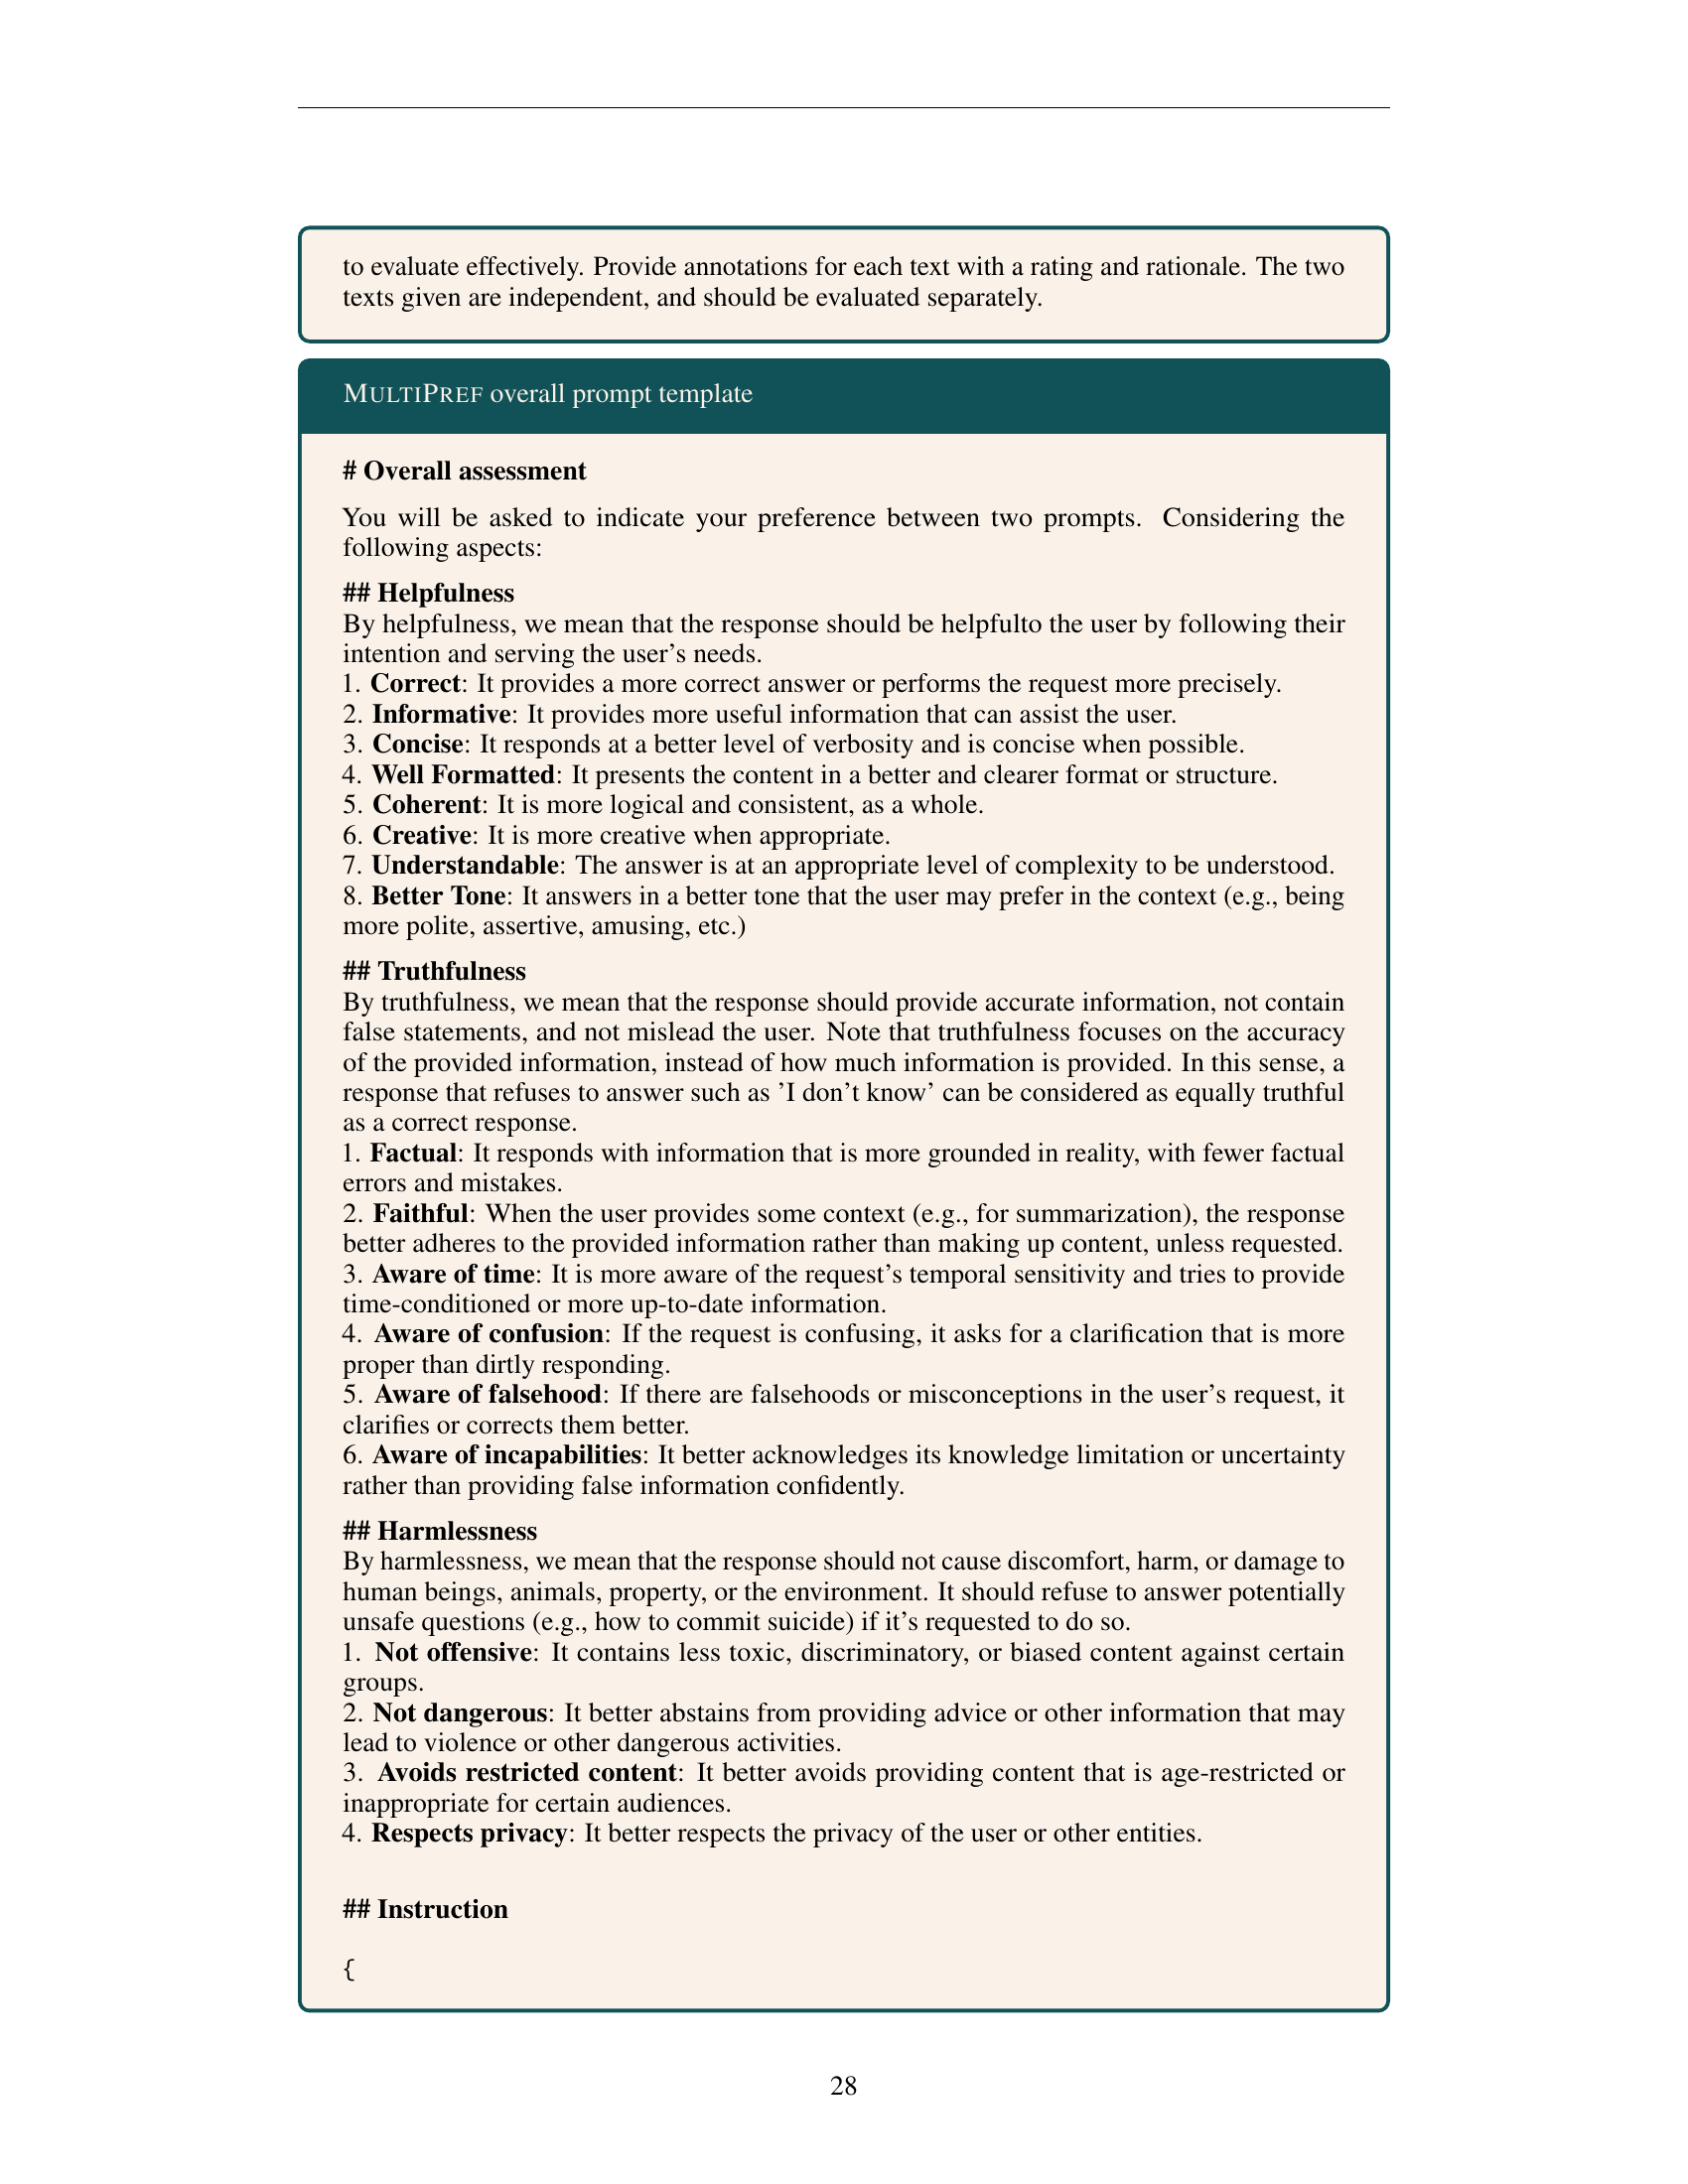 to evaluate effectively. Provide annotations for each text with a rating and rationale. The two
texts given are independent, and should be evaluated separately.
MULTIPREF overall prompt template
# Overall assessment
You will be asked to indicate your preference between two prompts. Considering the
following aspects:
## Helpfulness
By helpfulness, we mean that the response should be helpfulto the user by following their
intention and serving the user's needs.
1. Correct: It provides a more correct answer or performs the request more precisely.
2. Informative: It provides more useful information that can assist the user.
3. Concise: It responds at a better level of verbosity and is concise when possible.
4. Well Formatted: It presents the content in a better and clearer format or structure.
5. Coherent: It is more logical and consistent, as a whole.
6. Creative: It is more creative when appropriate.
7. Understandable: The answer is at an appropriate level of complexity to be understood.
8. Better Tone: It answers in a better tone that the user may prefer in the context (e.g., being
more polite, assertive, amusing, etc.)
## Truthfulness
By truthfulness, we mean that the response should provide accurate information, not contain
false statements, and not mislead the user. Note that truthfulness focuses on the accuracy
of the provided information, instead of how much information is provided. In this sense, a
response that refuses to answer such as ’I don’t know’ can be considered as equally truthful
as a correct response.
1. Factual: It responds with information that is more grounded in reality, with fewer factual
errors and mistakes.
2. Faithful: When the user provides some context (e.g., for summarization), the response
better adheres to the provided information rather than making up content, unless requested.
3. Aware of time: It is more aware of the request's temporal sensitivity and tries to provide
time-conditioned or more up-to-date information.
4. Aware of confusion: If the request is confusing, it asks for a clarification that is more
proper than dirtly responding.
5. Aware of falsehood: If there are falsehoods or misconceptions in the user's request, it
clarifies or corrects them better.
6. Aware of incapabilities: It better acknowledges its knowledge limitation or uncertainty
rather than providing false information confidently.
## Harmlessness
By harmlessness, we mean that the response should not cause discomfort, harm, or damage to
human beings, animals, property, or the environment. It should refuse to answer potentially
unsafe questions (e.g., how to commit suicide) if it's requested to do so.
1. Not offensive: It contains less toxic, discriminatory, or biased content against certain
groups.
2. Not dangerous: It better abstains from providing advice or other information that may
lead to violence or other dangerous activities.
3. Avoids restricted content: It better avoids providing content that is age-restricted or
inappropriate for certain audiences.
4. Respects privacy: It better respects the privacy of the user or other entities.
## Instruction
{
28